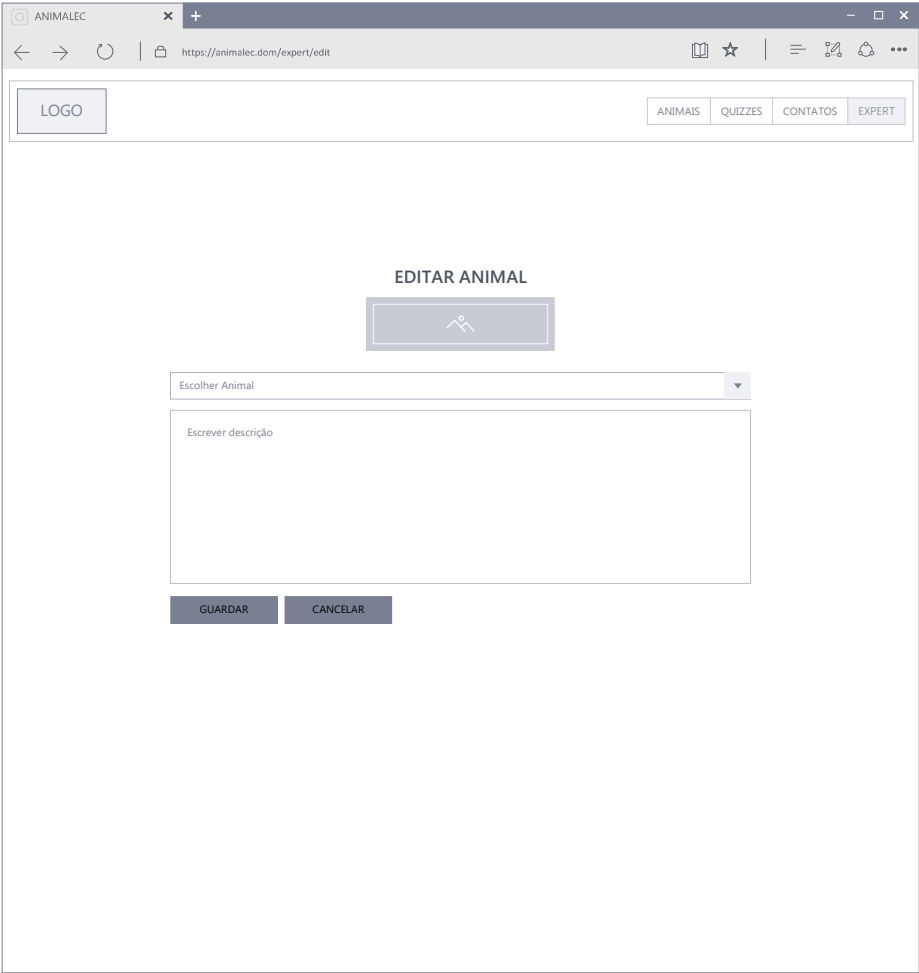 ANIMALEC
https://animalec.dom/expert/edit
LOGO
ANIMAIS QUIZZES CONTATOS EXPERT
EDITAR ANIMAL
Escolher Animal
Escrever descrição
GUARDAR CANCELAR